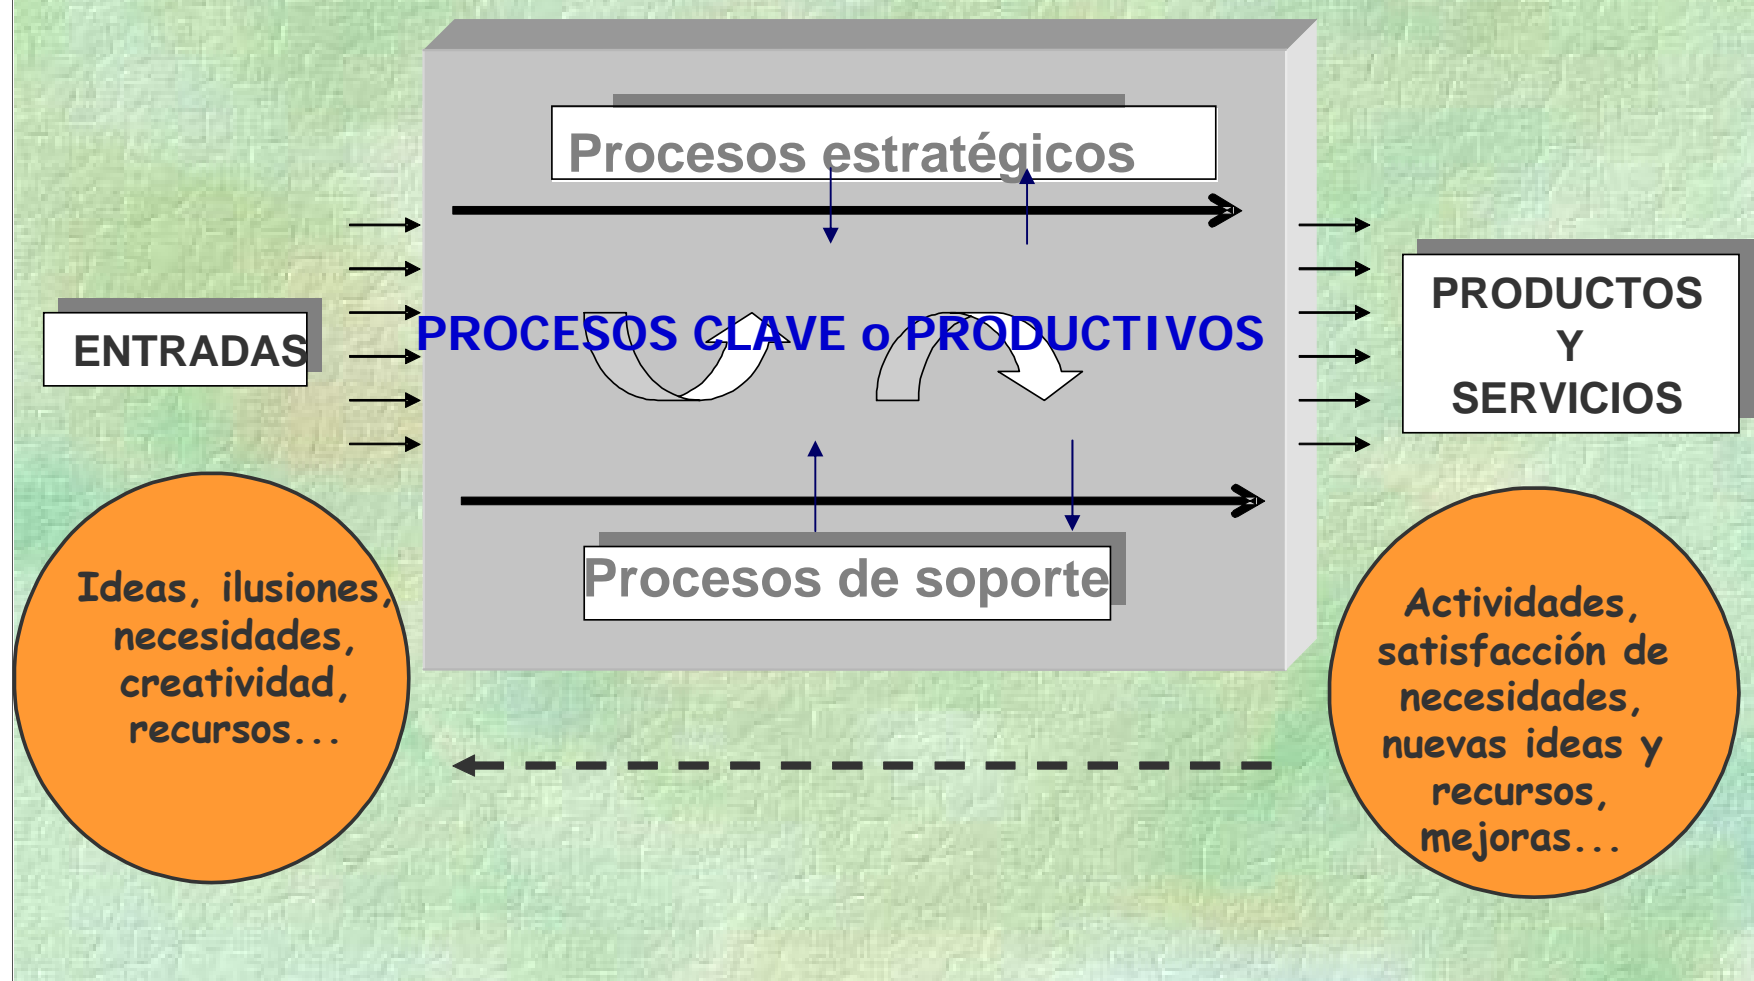 Procesos estratégicos
ENTRADAS
PROCESOS CLAVE o PRODUCTIVOS
PRODUCTOS
Y
SERVICIOS
Procesos de soporte
Ideas, ilusiones,
necesidades,
creatividad,
recursos...
Actividades,
satisfacción de
necesidades,
nuevas ideas y
recursos,
mejoras...